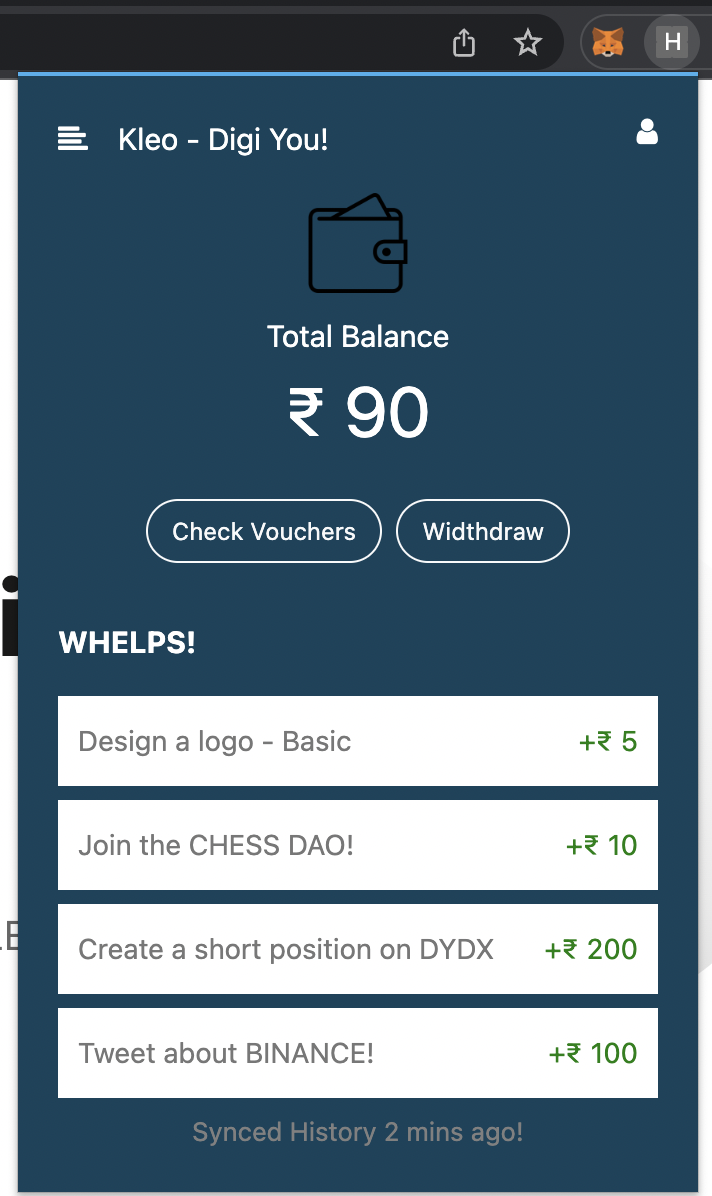 H
Kleo - Digi You!
Total Balance
₹ 90
Check Vouchers
Widthdraw
WHELPS!
Design a logo - Basic +₹ 5
Join the CHESS DAO! +₹ 10
Create a short position on DYDX +₹ 200
Tweet about BINANCE! +₹ 100
Synced History 2 mins ago!